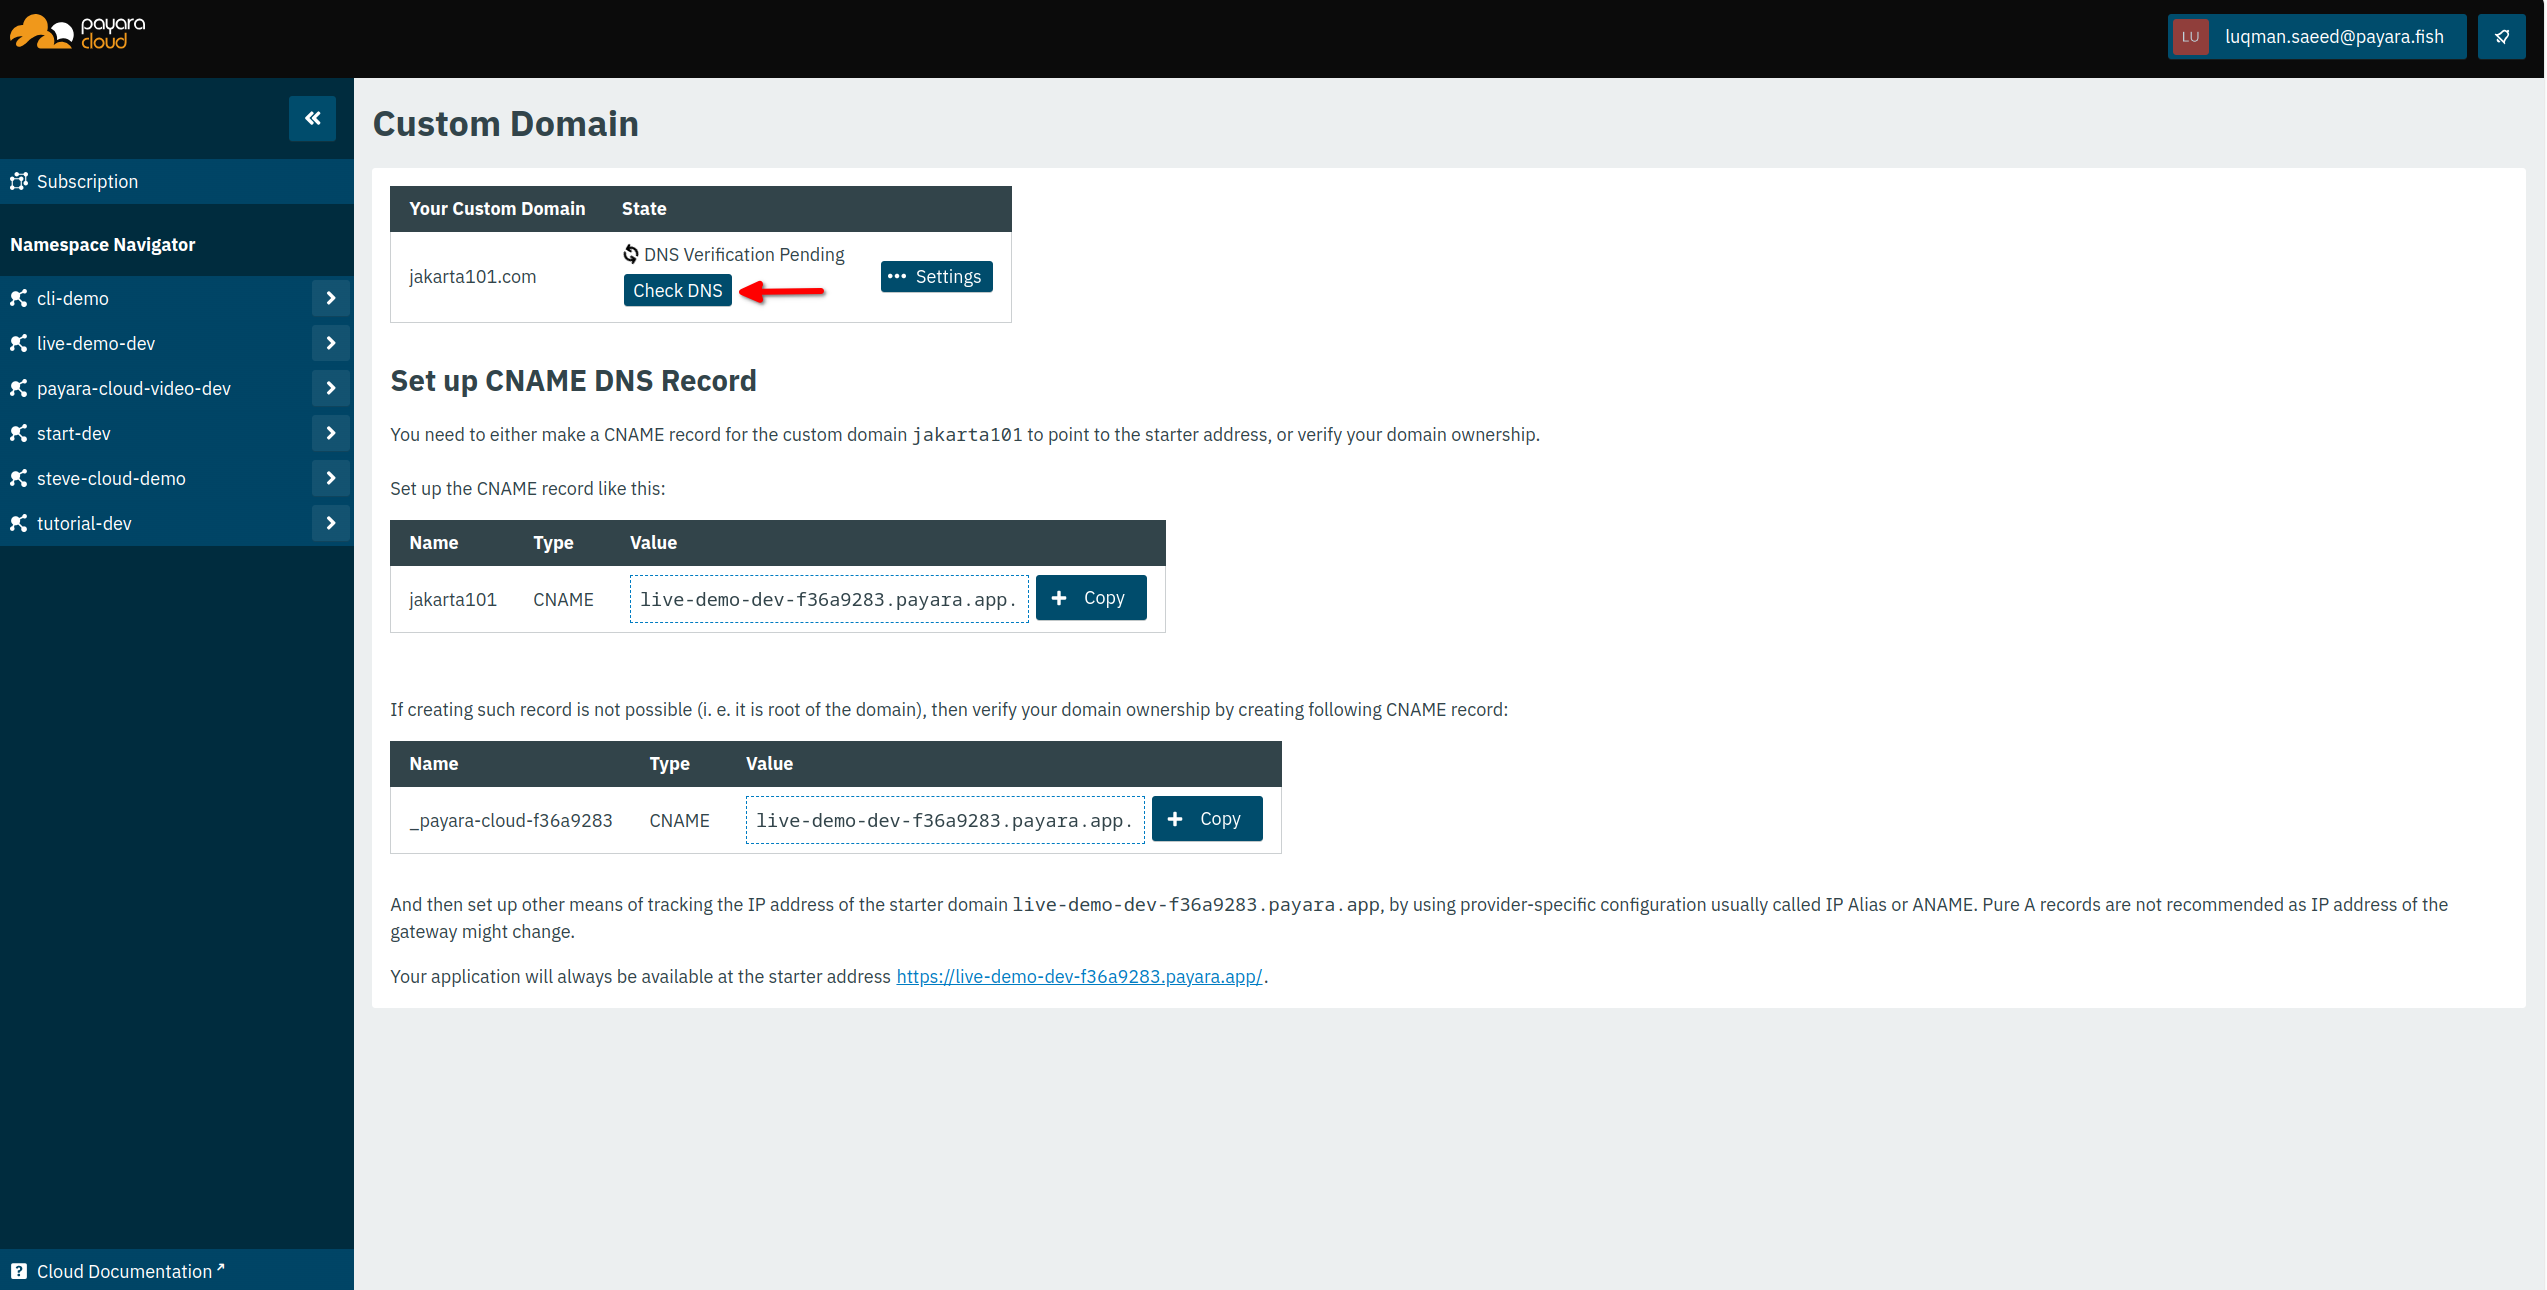 payara
cloud
LU luqman.saeed@payara.fish
Subscription
Namespace Navigator
cli-demo
live-demo-dev
payara-cloud-video-dev
start-dev
steve-cloud-demo
tutorial-dev
Cloud Documentation
Custom Domain
Your Custom Domain State
DNS Verification Pending
jakarta101.com
Check DNS
Settings
Set up CNAME DNS Record
You need to either make a CNAME record for the custom domain jakarta101 to point to the starter address, or verify your domain ownership.
Set up the CNAME record like this:
Name Type Value
jakarta101 CNAME live-demo-dev-f36a9283.payara.app. Copy
If creating such record is not possible (i. e. it is root of the domain), then verify your domain ownership by creating following CNAME record:
Name Type Value
_payara-cloud-f36a9283 CNAME live-demo-dev-f36a9283.payara.app. Copy
And then set up other means of tracking the IP address of the starter domain live-demo-dev-f36a9283.payara.app, by using provider-specific configuration usually called IP Alias or ANAME. Pure A records are not recommended as IP address of the
gateway might change.
Your application will always be available at the starter address https://live-demo-dev-f36a9283.payara.app/.